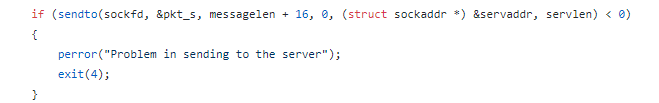 if (sendto(sockfd, &pkt_s, messagelen + 16, 0, (struct sockaddr *) &servaddr, servlen) < 0)
{
perror("Problem in sending to the server");
exit(4);
}